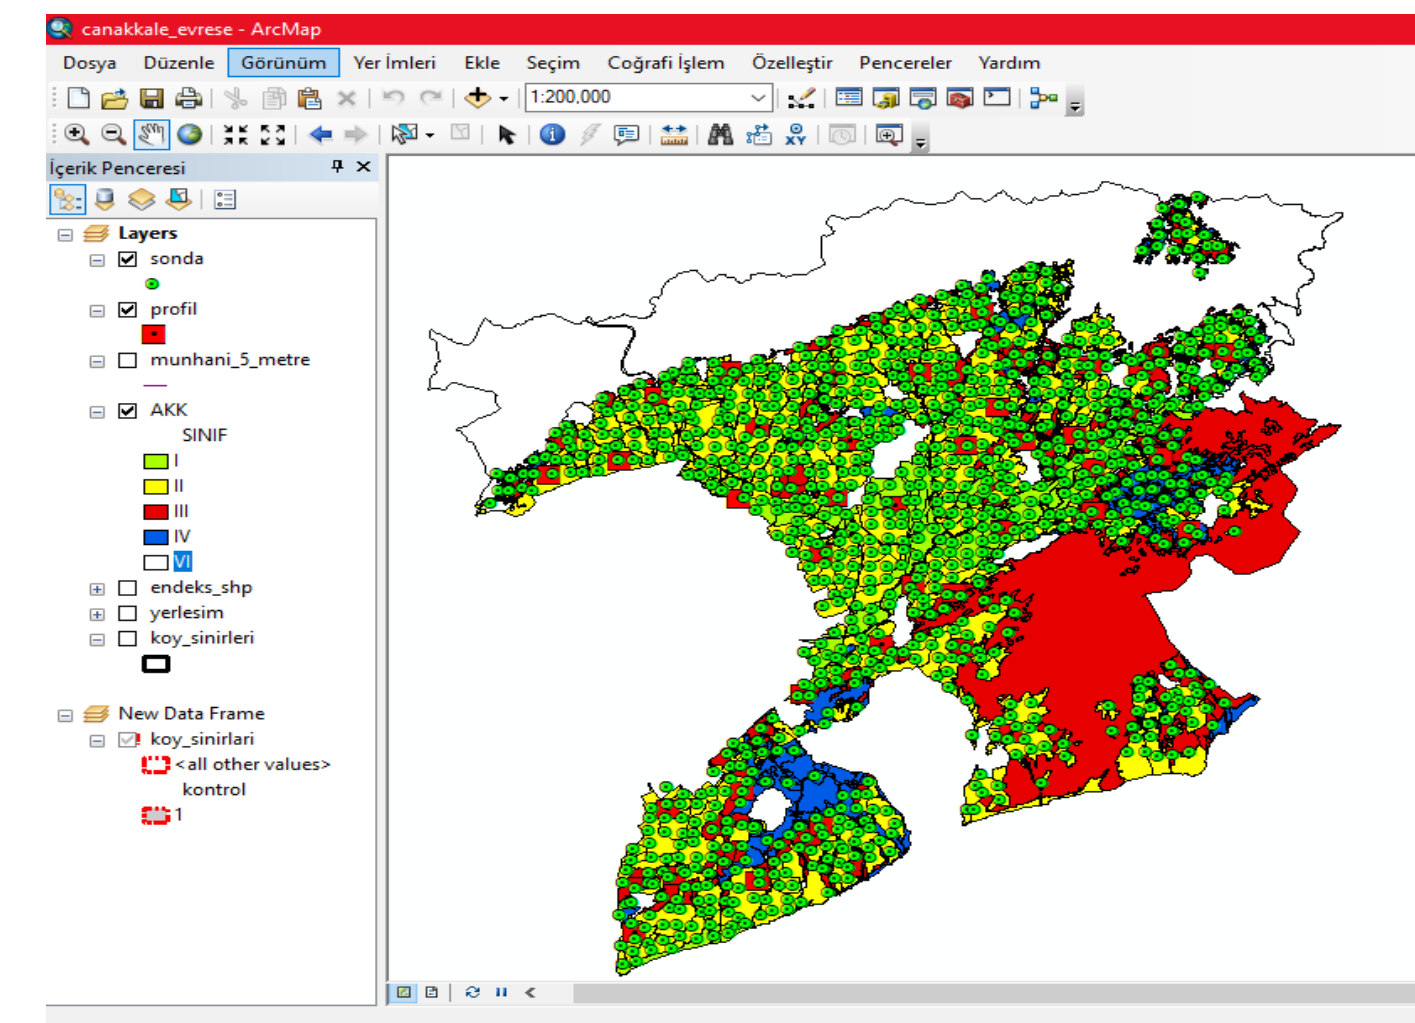 canakkale_evrese - ArcMap
Dosya Düzenle Görünüm Yer İmleri Ekle Seçim Coğrafi İşlem Özelleştir Pencereler Yardım
1:200,000
XY
İçerik Penceresi
Layers
sonda
profil
munhani_5_metre
AKK
SINIF
I
II
III
IV
VI
endeks_shp
yerlesim
koy_sinirleri
New Data Frame
koy_sinirlari
<all other values>
kontrol
1